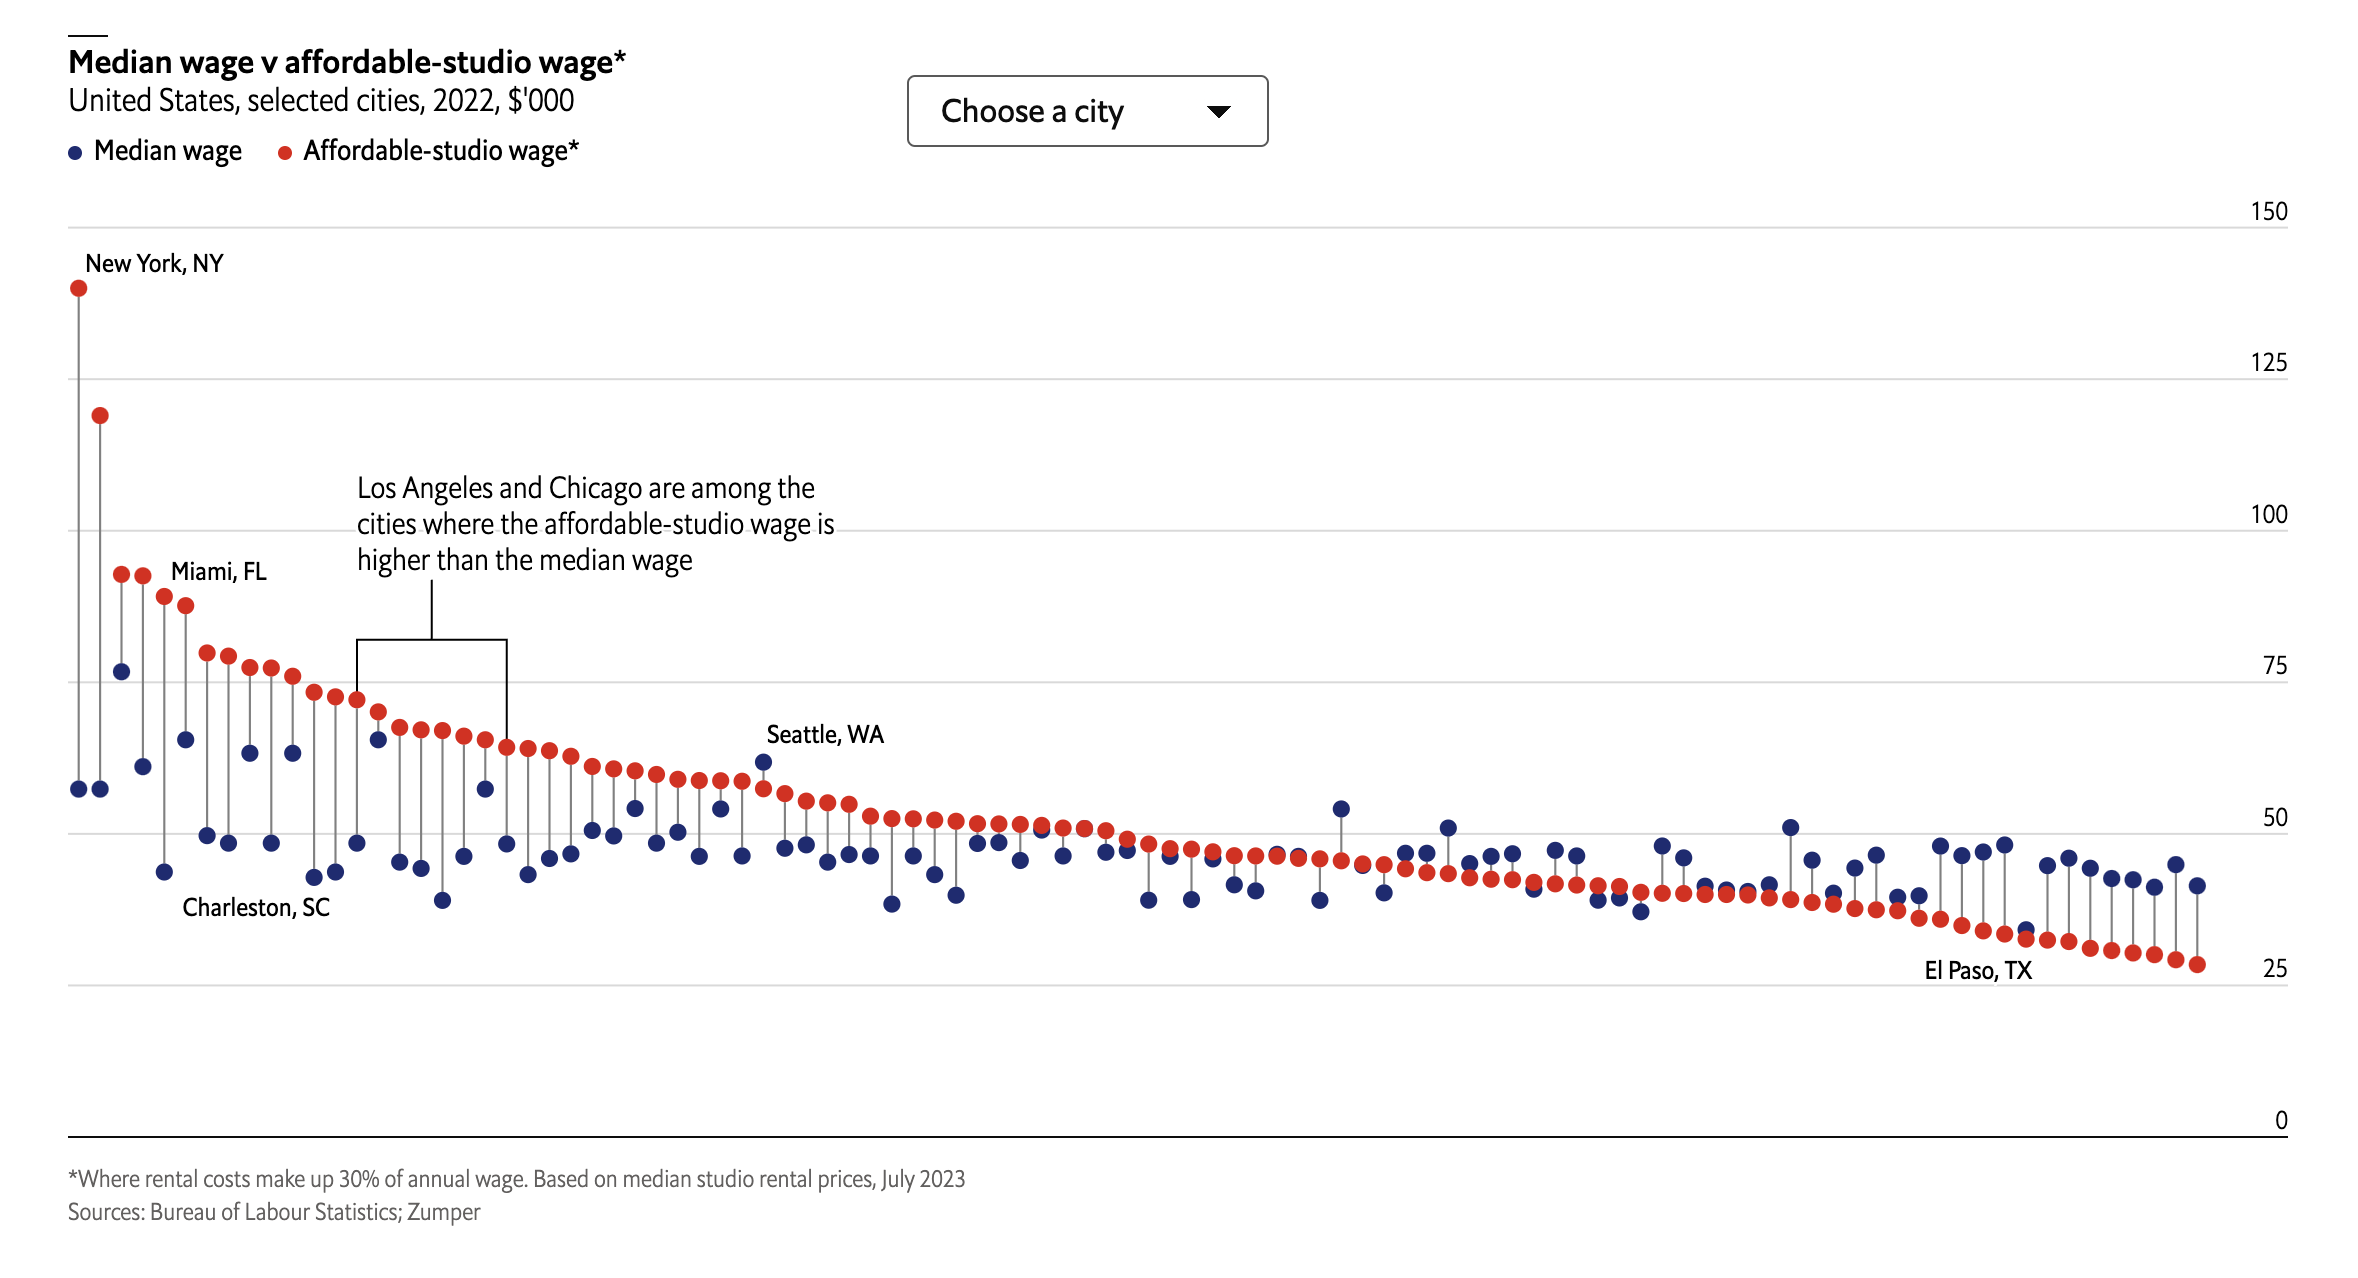 Median wage v affordable-studio wage*
United States, selected cities, 2022, $'000
Choose a city
Median wage
Affordable-studio wage*
150
New York, NY
125
Los Angeles and Chicago are among the
cities where the affordable-studio wage is
higher than the median wage
100
Miami, FL
75
Seattle, WA
50
Charleston, SC
El Paso, TX
25
0
*Where rental costs make up 30% of annual wage. Based on median studio rental prices, July 2023
Sources: Bureau of Labour Statistics; Zumper